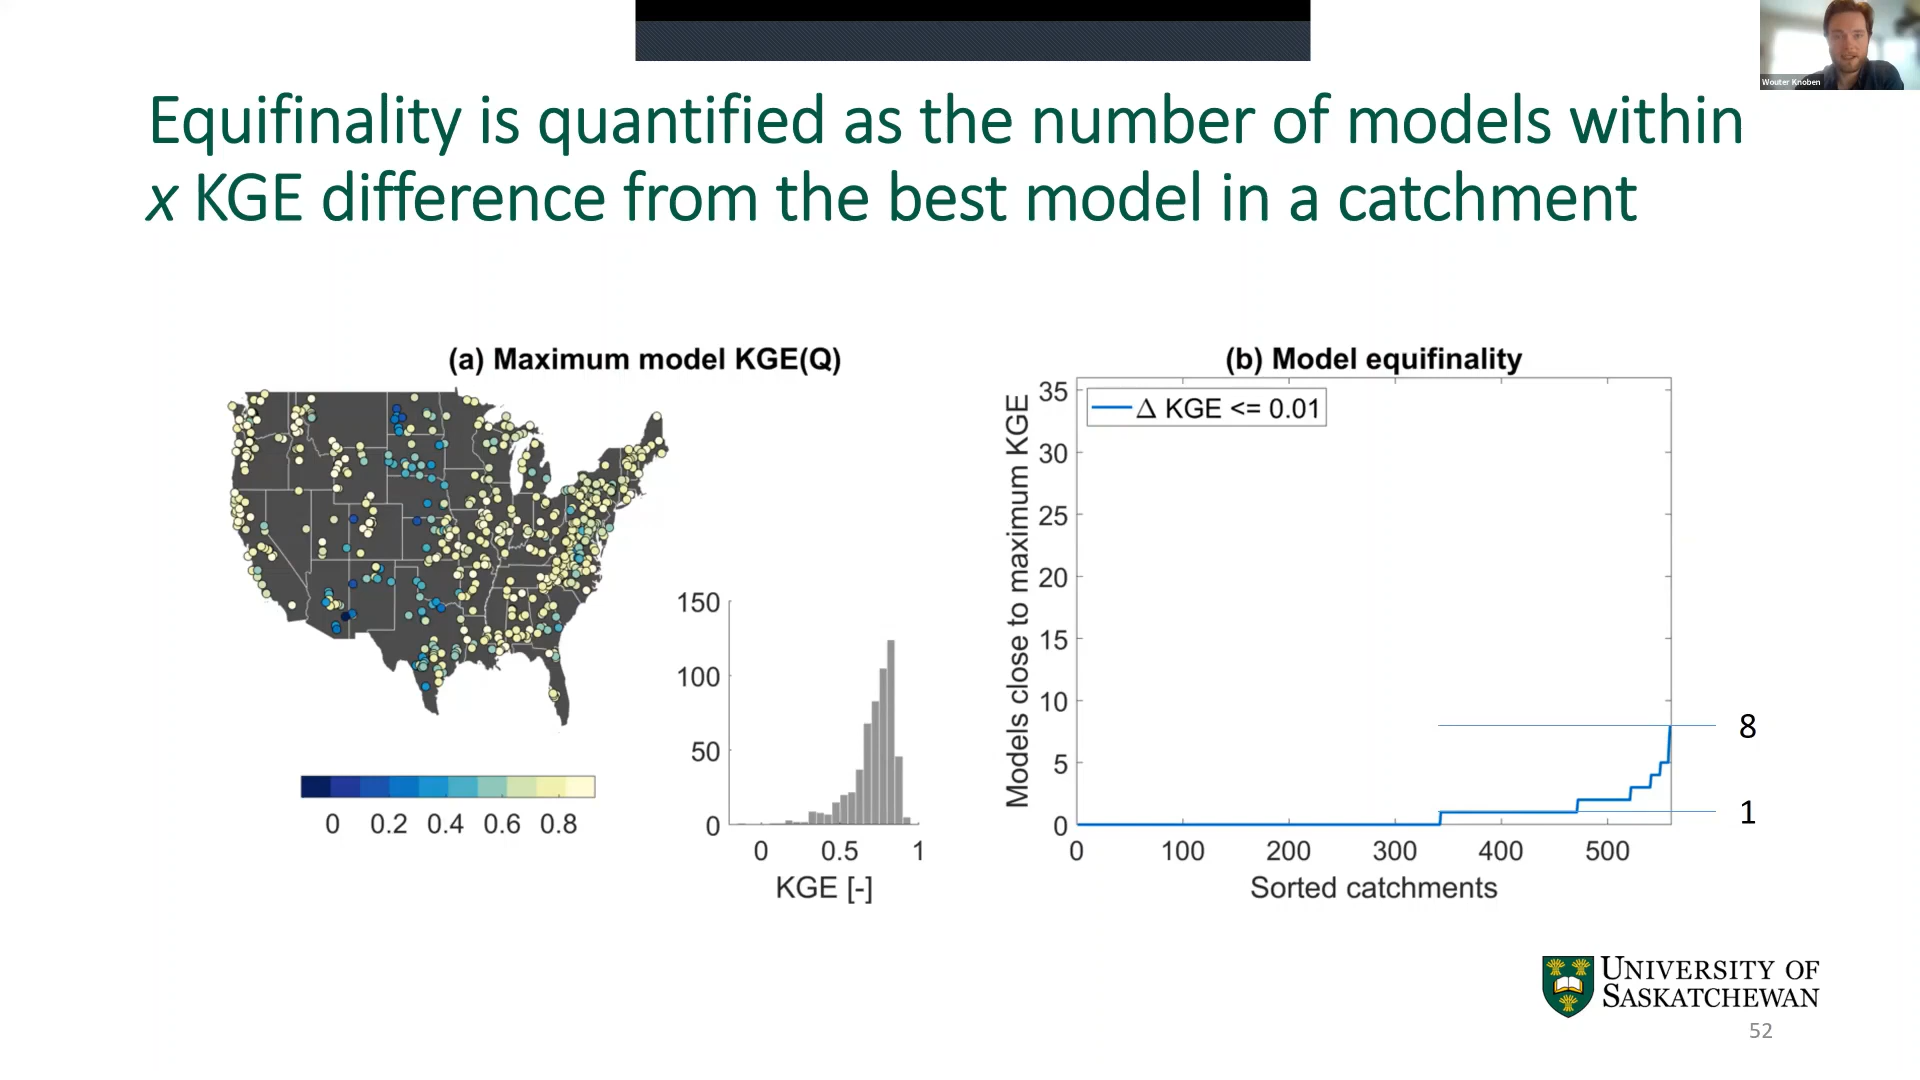 Wouter Knoben
Equifinality is quantified as the number of models within
x KGE difference from the best model in a catchment
(a) Maximum model KGE(Q)
0 0.2 0.4 0.6 0.8
150
100
50
0
0 0.5 1
KGE [-]
(b) Model equifinality
Δ KGE <= 0.01
Models close to maximum KGE
35
30
25
20
15
10
5
0
0 100 200 300 400 500
Sorted catchments
8
1
UNIVERSITY OF
SASKATCHEWAN
52